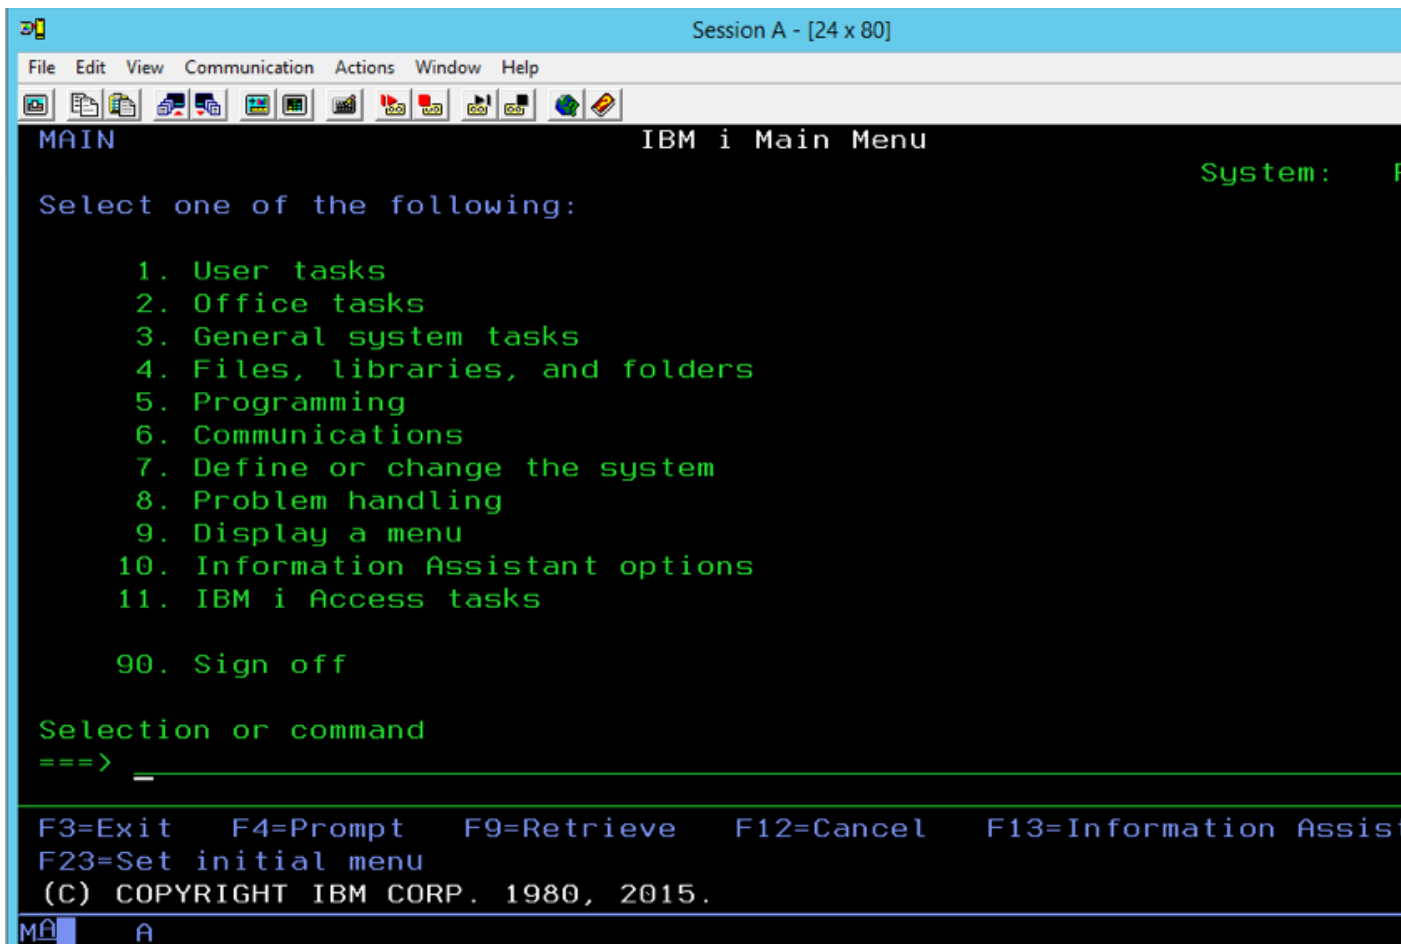 Session A - [24 x 80]
File Edit View Communication Actions Window Help
MAIN IBM i Main Menu
System:
Select one of the following:
1. User tasks
2. Office tasks
3. General system tasks
4. Files, libraries, and folders
5. Programming
6. Communications
7. Define or change the system
8. Problem handling
9. Display a menu
10. Information Assistant options
11. IBM i Access tasks
90. Sign off
Selection or command
===>
F3=Exit F4=Prompt F9=Retrieve F12=Cancel F13=Information Assis
F23=Set initial menu
(C) COPYRIGHT IBM CORP. 1980, 2015.
MA A